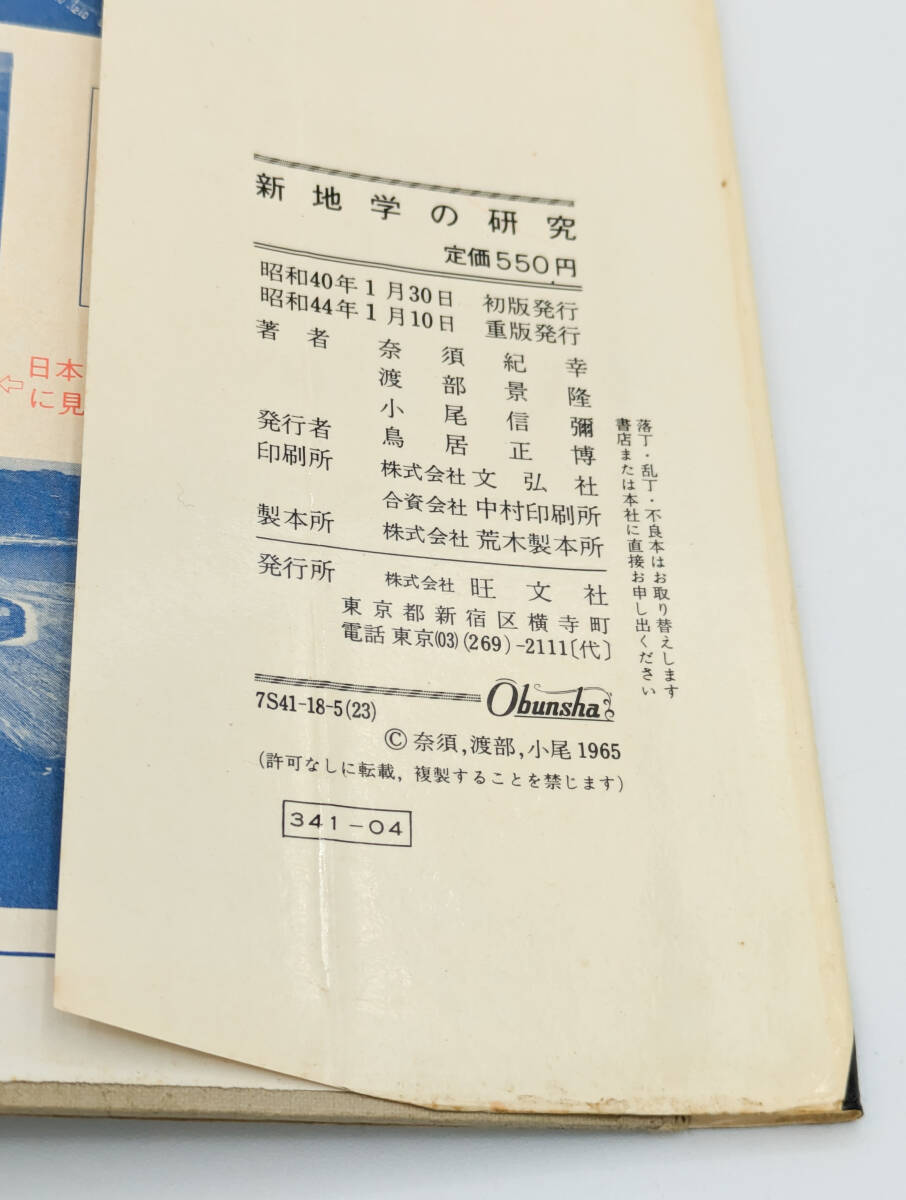 新地学の研究
定価550円
昭和40年1月30日 初版発行
昭和44年1月10日 重版発行
著者 奈須紀幸
渡部景隆
小尾信彌
発行者 鳥居正博
印刷所 株式会社 文弘社
合資会社 中村印刷所
製本所 株式会社 荒木製本所
発行所 株式会社 旺文社
東京都新宿区横寺町
電話 東京(03)(269)-2111〔代〕
落丁・乱丁・不良本はお取り替えします
書店または本社に直接お申し出ください
7S41-18-5(23)
Obunsha
©奈須,渡部,小尾 1965
(許可なしに転載,複製することを禁じます)
341-04
日本
⇦に見